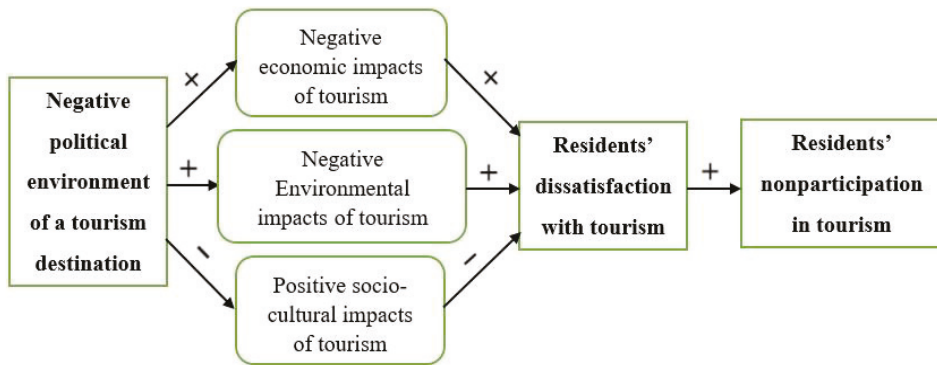 Negative
political
environment
of a tourism
destination
×
+
-
Negative
economic impacts
of tourism
Negative
Environmental
impacts of tourism
Positive socio-
cultural impacts
of tourism
×
+
-
Residents’
dissatisfaction
with tourism
+
Residents’
nonparticipation
in tourism